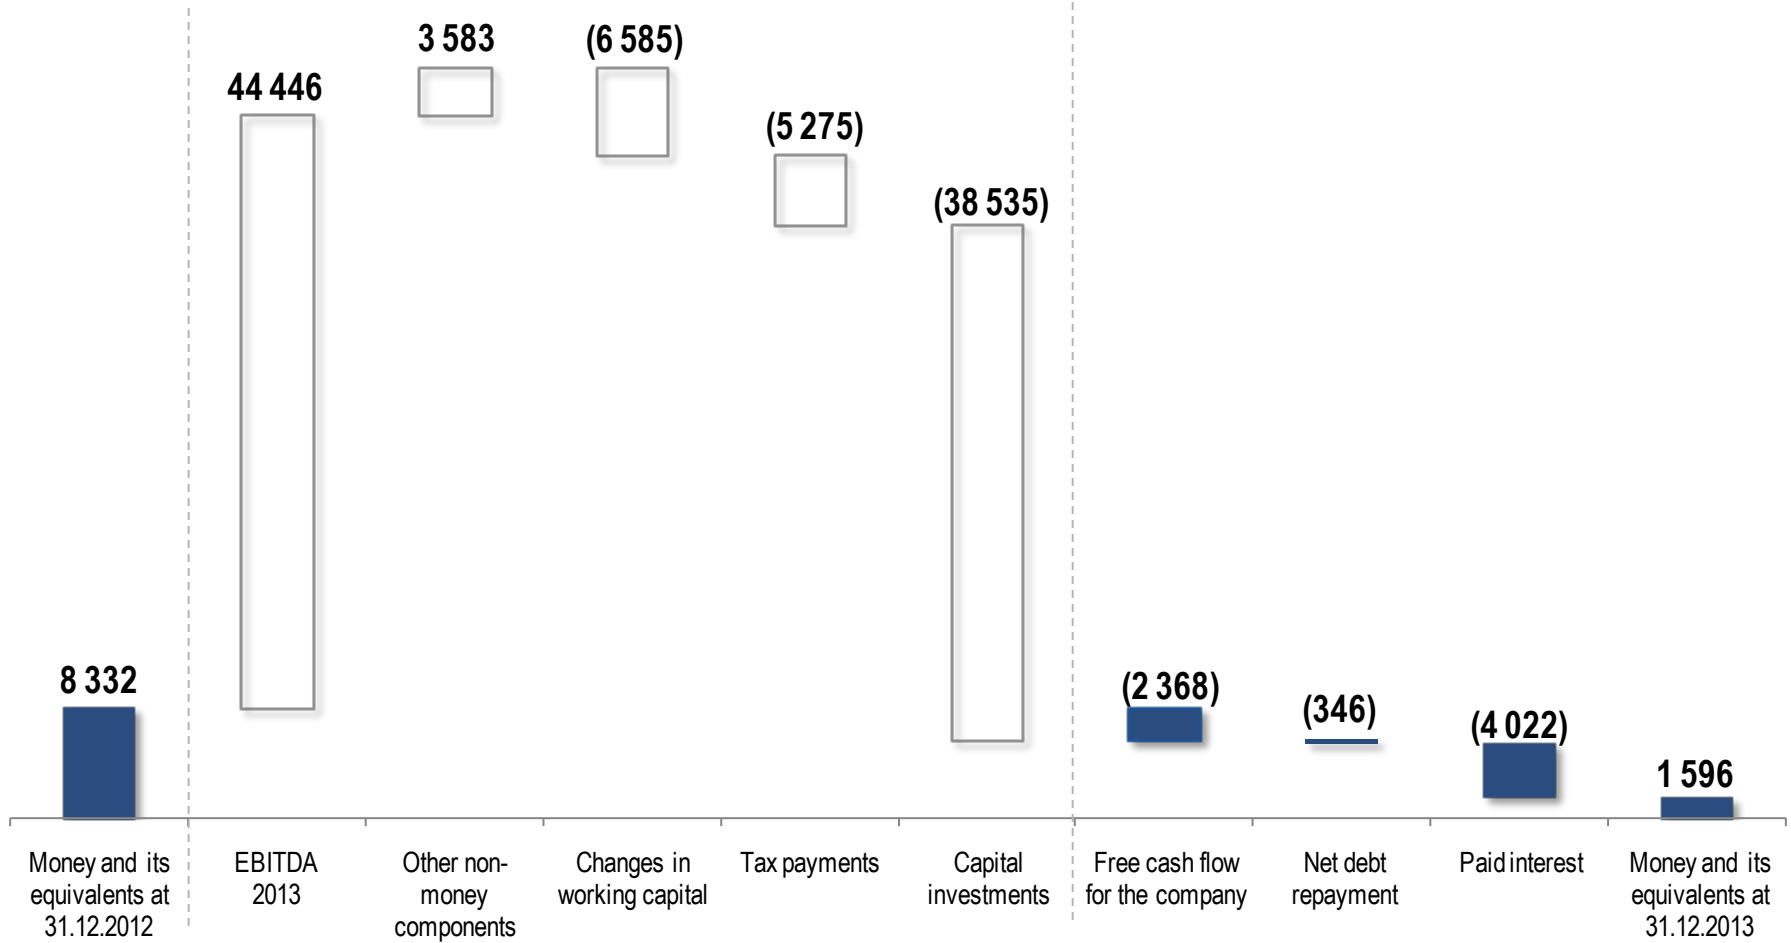 3 583
(6 585)
44 446
(5 275)
(38 535)
8 332
(2 368)
(346)
(4 022)
1 596
Money and its
equivalents at
31.12.2012
EBITDA
2013
Other non-
money
components
Changes in
working capital
Tax payments
Capital
investments
Free cash flow
for the company
Net debt
repayment
Paid interest
Money and its
equivalents at
31.12.2013